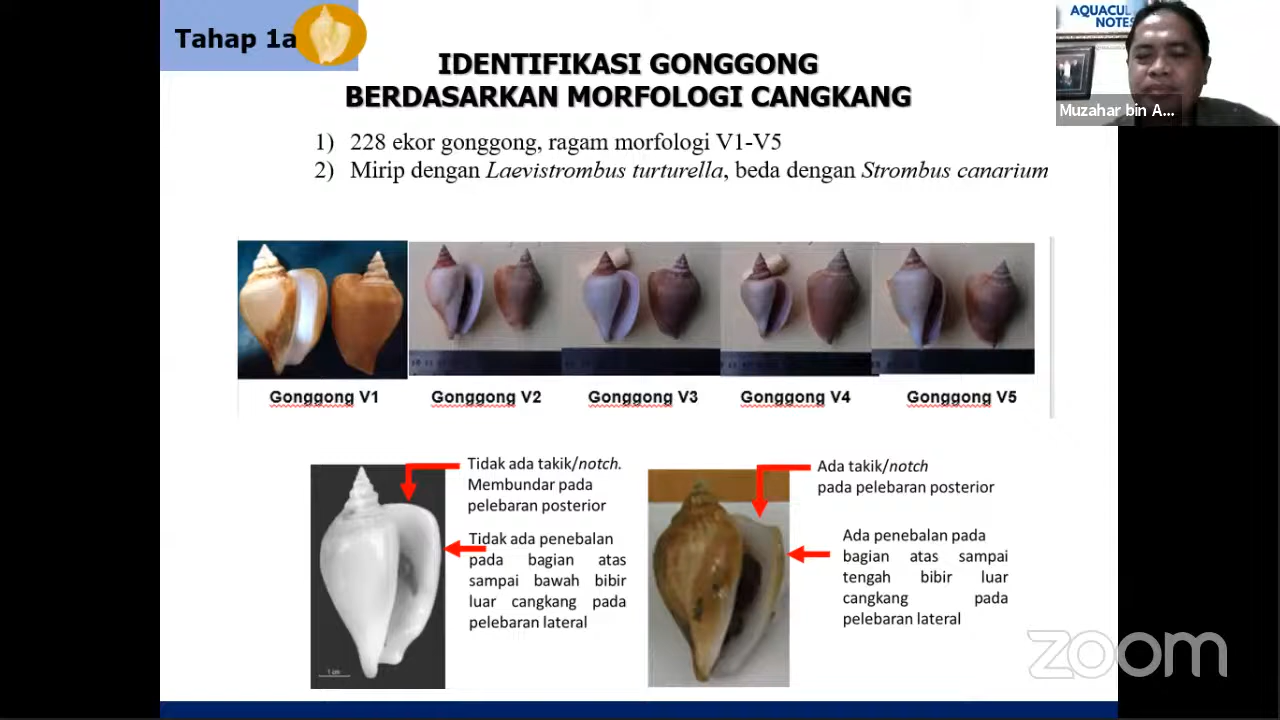 Tahap 1a
AQUACUL
NOTES
IDENTIFIKASI GONGGONG
BERDASARKAN MORFOLOGI CANGKANG
Muzahar bin A...
1) 228 ekor gonggong, ragam morfologi V1-V5
2) Mirip dengan Laevistrombus turturella, beda dengan Strombus canarium
Gonggong V1
Gonggong V2
Gonggong V3
Gonggong V4
Gonggong V5
Tidak ada takik/notch.
Membundar pada
pelebaran posterior
Tidak ada penebalan
pada bagian atas
sampai bawah bibir
luar cangkang pada
pelebaran lateral
1 cm
Ada takik/notch
pada pelebaran posterior
Ada penebalan pada
bagian atas sampai
tengah bibir luar
cangkang pada
pelebaran lateral
zoom